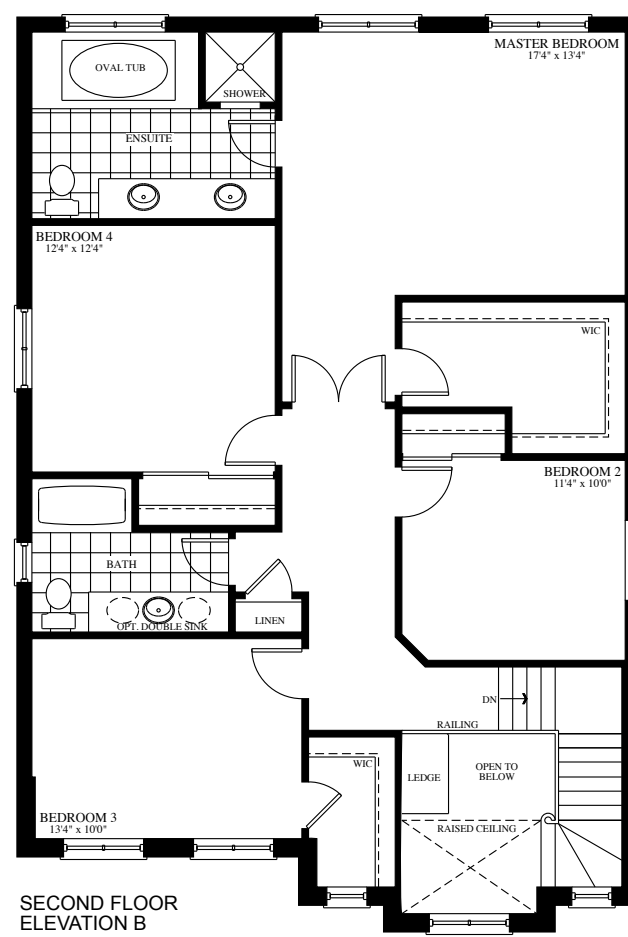 MASTER BEDROOM
17'4" x 13'4"
OVAL TUB
SHOWER
ENSUITE
BEDROOM 4
12'4" x 12'4"
WIC
BEDROOM 2
11'4" x 10'0"
BATH
OPT. DOUBLE SINK
LINEN
DN
RAILING
WIC
LEDGE
OPEN TO
BELOW
RAISED CEILING
BEDROOM 3
13'4" x 10'0"
SECOND FLOOR
ELEVATION B